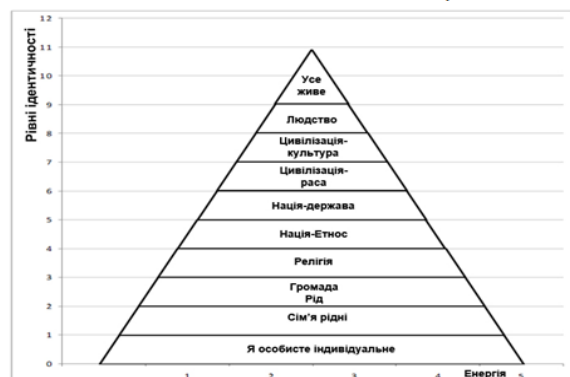 12
11
10
9
8
7
6
5
4
3
2
1
0
Рівні ідентичності
Усе
живе
Людство
Цивілізація-
культура
Цивілізація-
раса
Нація-держава
Нація-Етнос
Релігія
Громада
Рід
Сім'я рідні
Я особисте індивідуальне
1
2
3
4
5
Енергія